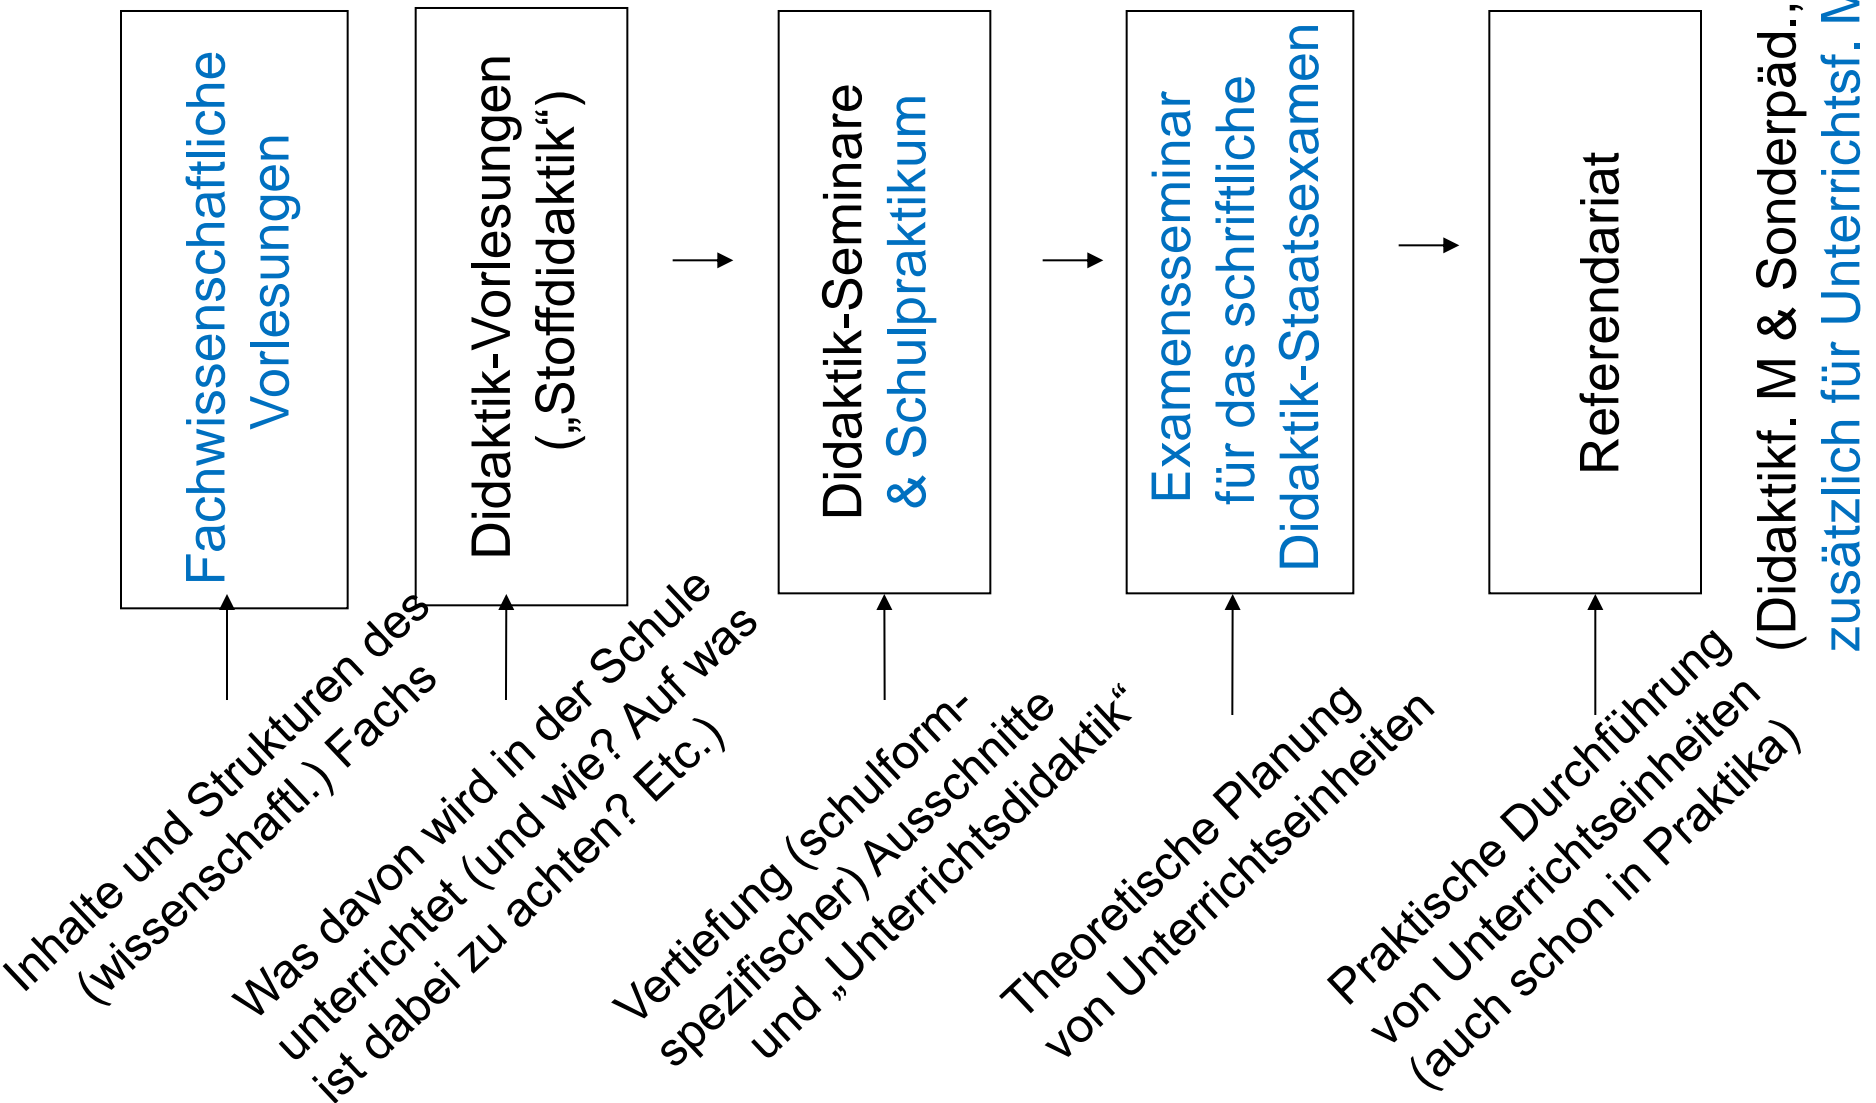 Fachwissenschaftliche
Vorlesungen
Didaktik-Vorlesungen
(„Stoffdidaktik“)
Didaktik-Seminare
& Schulpraktikum
Examensseminar
für das schriftliche
Didaktik-Staatsexamen
Referendariat
(Didaktikf. M & Sonderpäd.,
zusätzlich für Unterrichtsf. M
Inhalte und Strukturen des
(wissenschaftl.) Fachs
Was davon wird in der Schule
unterrichtet (und wie? Auf was
ist dabei zu achten? Etc.)
Vertiefung (schulform-
spezifischer) Ausschnitte
und „Unterrichtsdidaktik“
Theoretische Planung
von Unterrichtseinheiten
Praktische Durchführung
von Unterrichtseinheiten
(auch schon in Praktika)